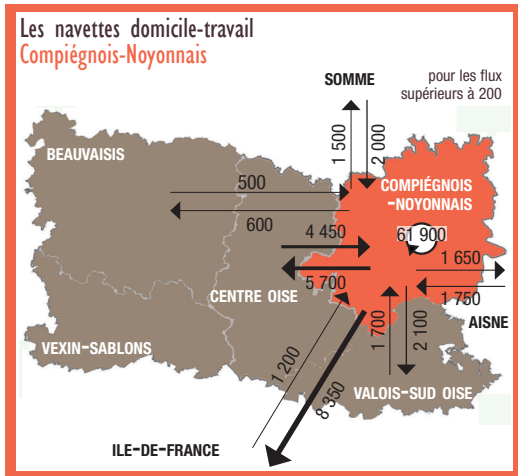 Les navettes domicile-travail
Compiégnois-Noyonnais
pour les flux
supérieurs à 200
SOMME
1 500
2 000
BEAUVAISIS
COMPIÉGNOIS
-NOYONNAIS
500
600
61 900
4 450
5 700
1 650
1 750
CENTRE OISE
AISNE
1 700
2 100
VEXIN-SABLONS
1 200
8 350
VALOIS-SUD OISE
ILE-DE-FRANCE